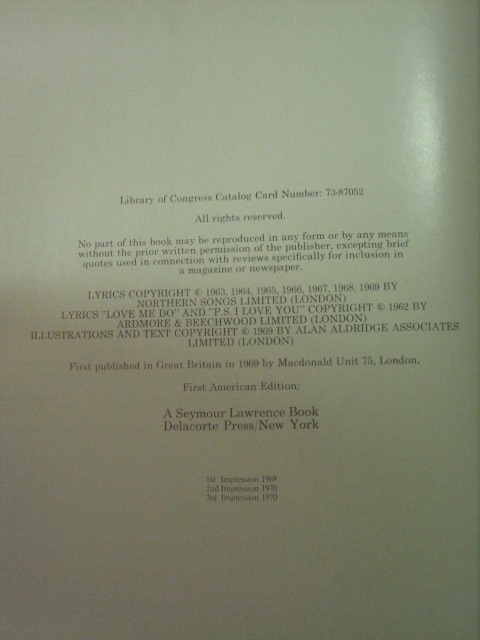 Library of Congress Catalog Card Number: 73-87052
All rights reserved.
No part of this book may be reproduced in any form or by any means
without the prior written permission of the publisher, excepting brief
quotes used in connection with reviews specifically for inclusion in
a magazine or newspaper.
LYRICS COPYRIGHT © 1963, 1964, 1965, 1966, 1967, 1968, 1969 BY
NORTHERN SONGS LIMITED (LONDON)
LYRICS "LOVE ME DO" AND "P.S. I LOVE YOU" COPYRIGHT © 1962 BY
ARDMORE & BEECHWOOD LIMITED (LONDON)
ILLUSTRATIONS AND TEXT COPYRIGHT © 1969 BY ALAN ALDRIDGE ASSOCIATES
LIMITED (LONDON)
First published in Great Britain in 1969 by Macdonald Unit 75, London.
First American Edition:
A Seymour Lawrence Book
Delacorte Press/New York
1st Impression 1969
2nd Impression 1970
3rd Impression 1970